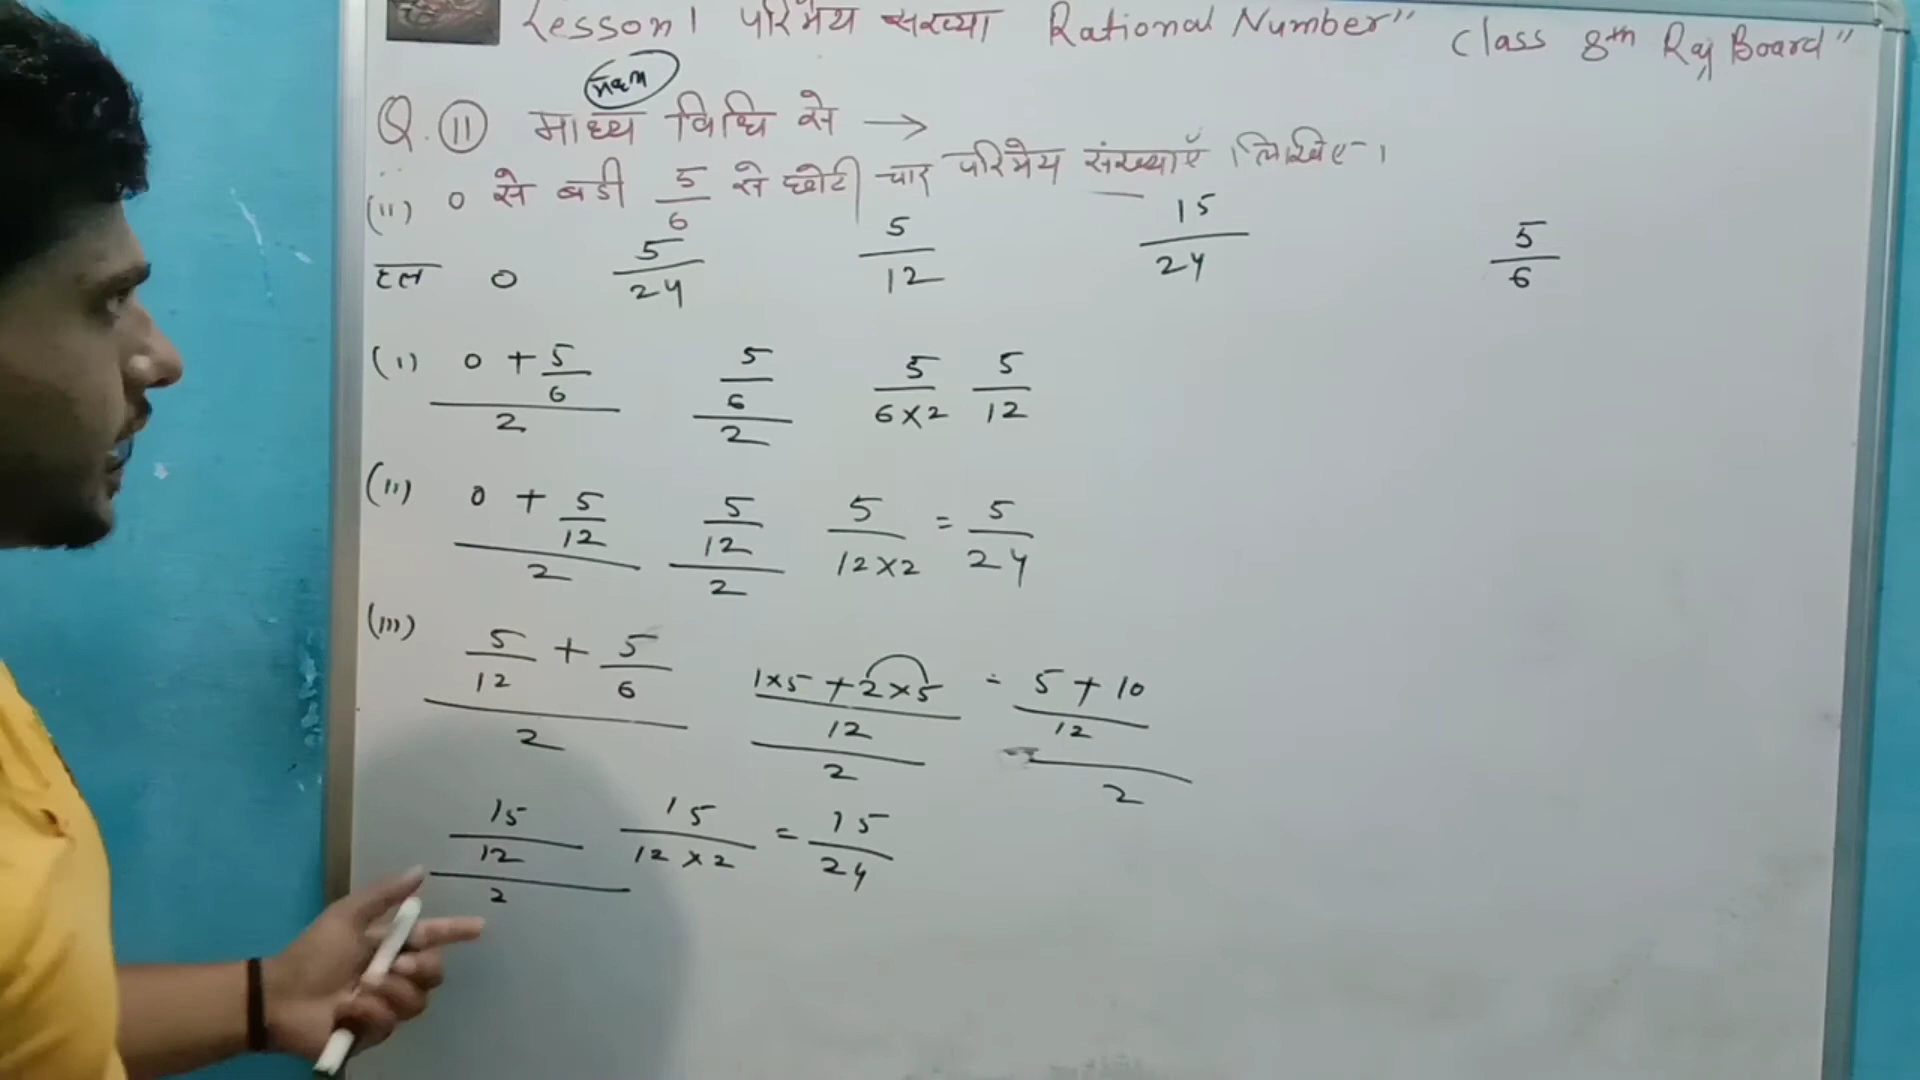 Lesson 1 परिमेय संख्या Rational Number" Class 8th Raj Board"
Q. 11 माध्य विधि से →
(ii) 0 से बडी 5/6 से छोटी चार परिमेय संख्याएँ लिखिए।
हल 0 5/24 5/12 15/24 5/6
(i) (0 + 5/6)/2 (5/6)/2 5/(6×2) 5/12
(ii) (0 + 5/12)/2 (5/12)/2 5/(12×2) = 5/24
(iii) (5/12 + 5/6)/2 ((1×5 + 2×5)/12)/2 = ((5 + 10)/12)/2
(15/12)/2 15/(12×2) = 15/24